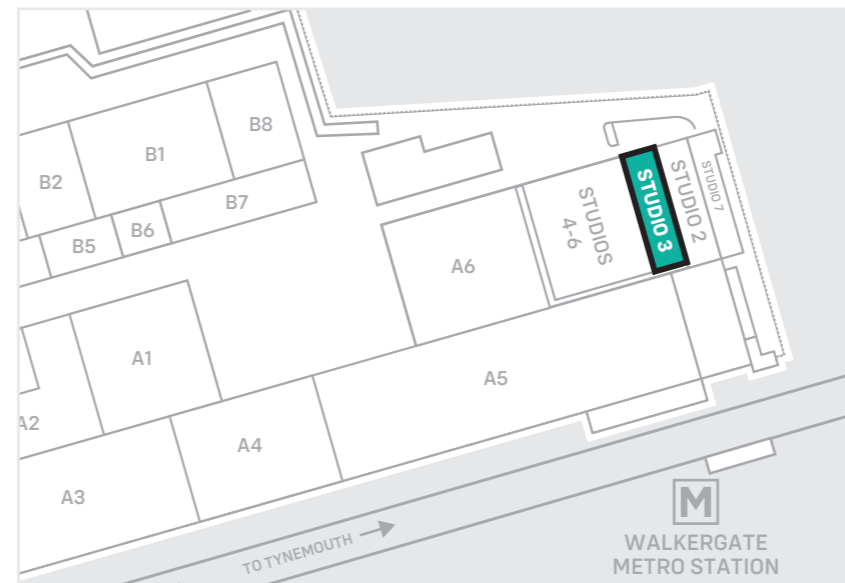 B8
B1
B2
B7
B6
B5
STUDIO 7
STUDIO 2
STUDIO 3
STUDIOS
4-6
A6
A1
A5
A2
A4
A3
TO TYNEMOUTH
M
WALKERGATE
METRO STATION